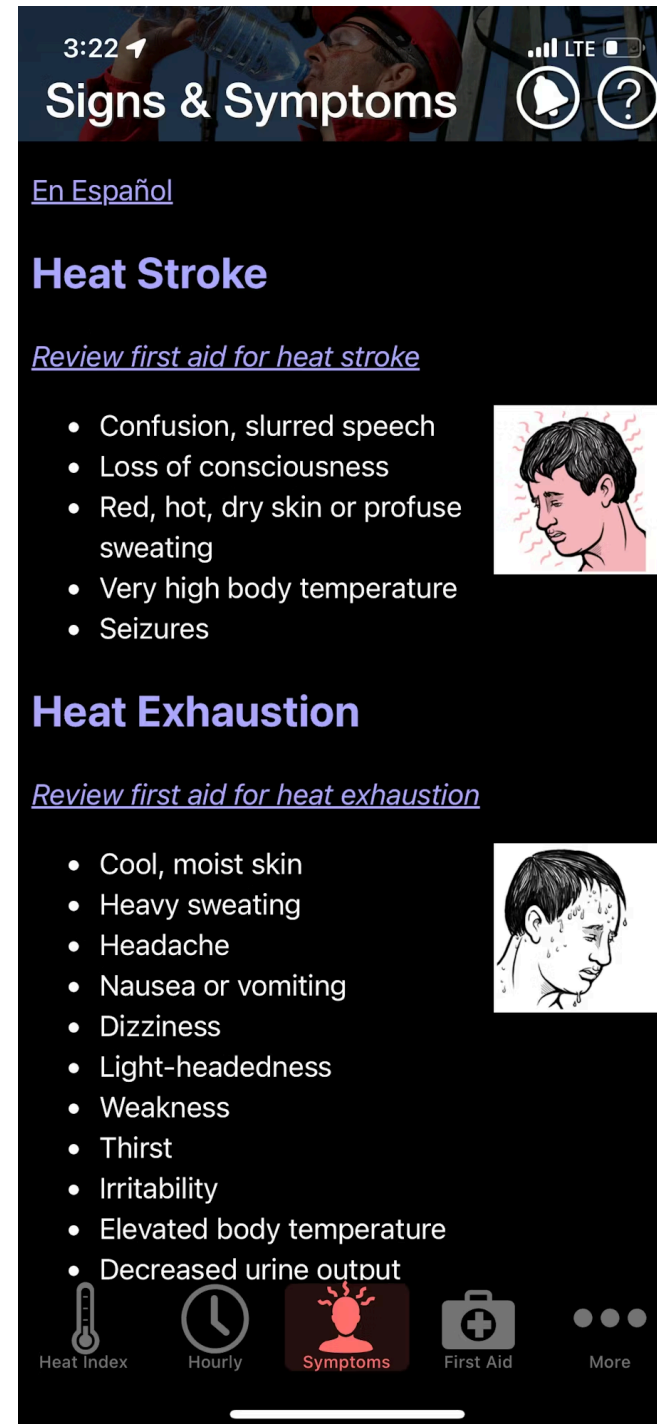 3:22
LTE
Signs & Symptoms
?
En Español
Heat Stroke
Review first aid for heat stroke
• Confusion, slurred speech
• Loss of consciousness
• Red, hot, dry skin or profuse
sweating
• Very high body temperature
• Seizures
Heat Exhaustion
Review first aid for heat exhaustion
• Cool, moist skin
• Heavy sweating
• Headache
• Nausea or vomiting
• Dizziness
• Light-headedness
• Weakness
• Thirst
• Irritability
• Elevated body temperature
• Decreased urine output
Heat Index
Hourly
Symptoms
First Aid
More